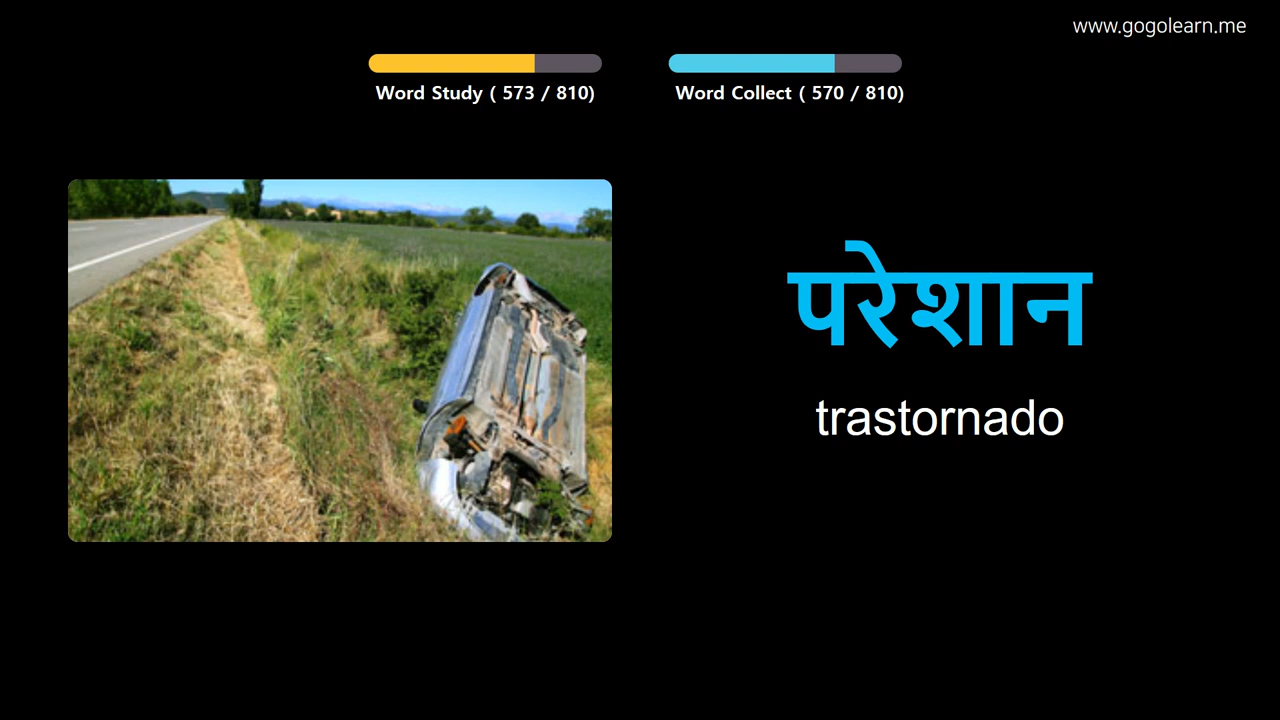 www.gogolearn.me
Word Study ( 573 / 810)
Word Collect ( 570 / 810)
परेशान
trastornado